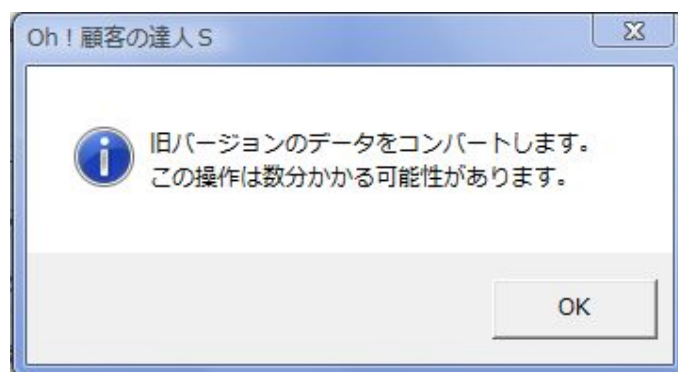 Oh！顧客の達人Ｓ
旧バージョンのデータをコンバートします。
この操作は数分かかる可能性があります。
OK